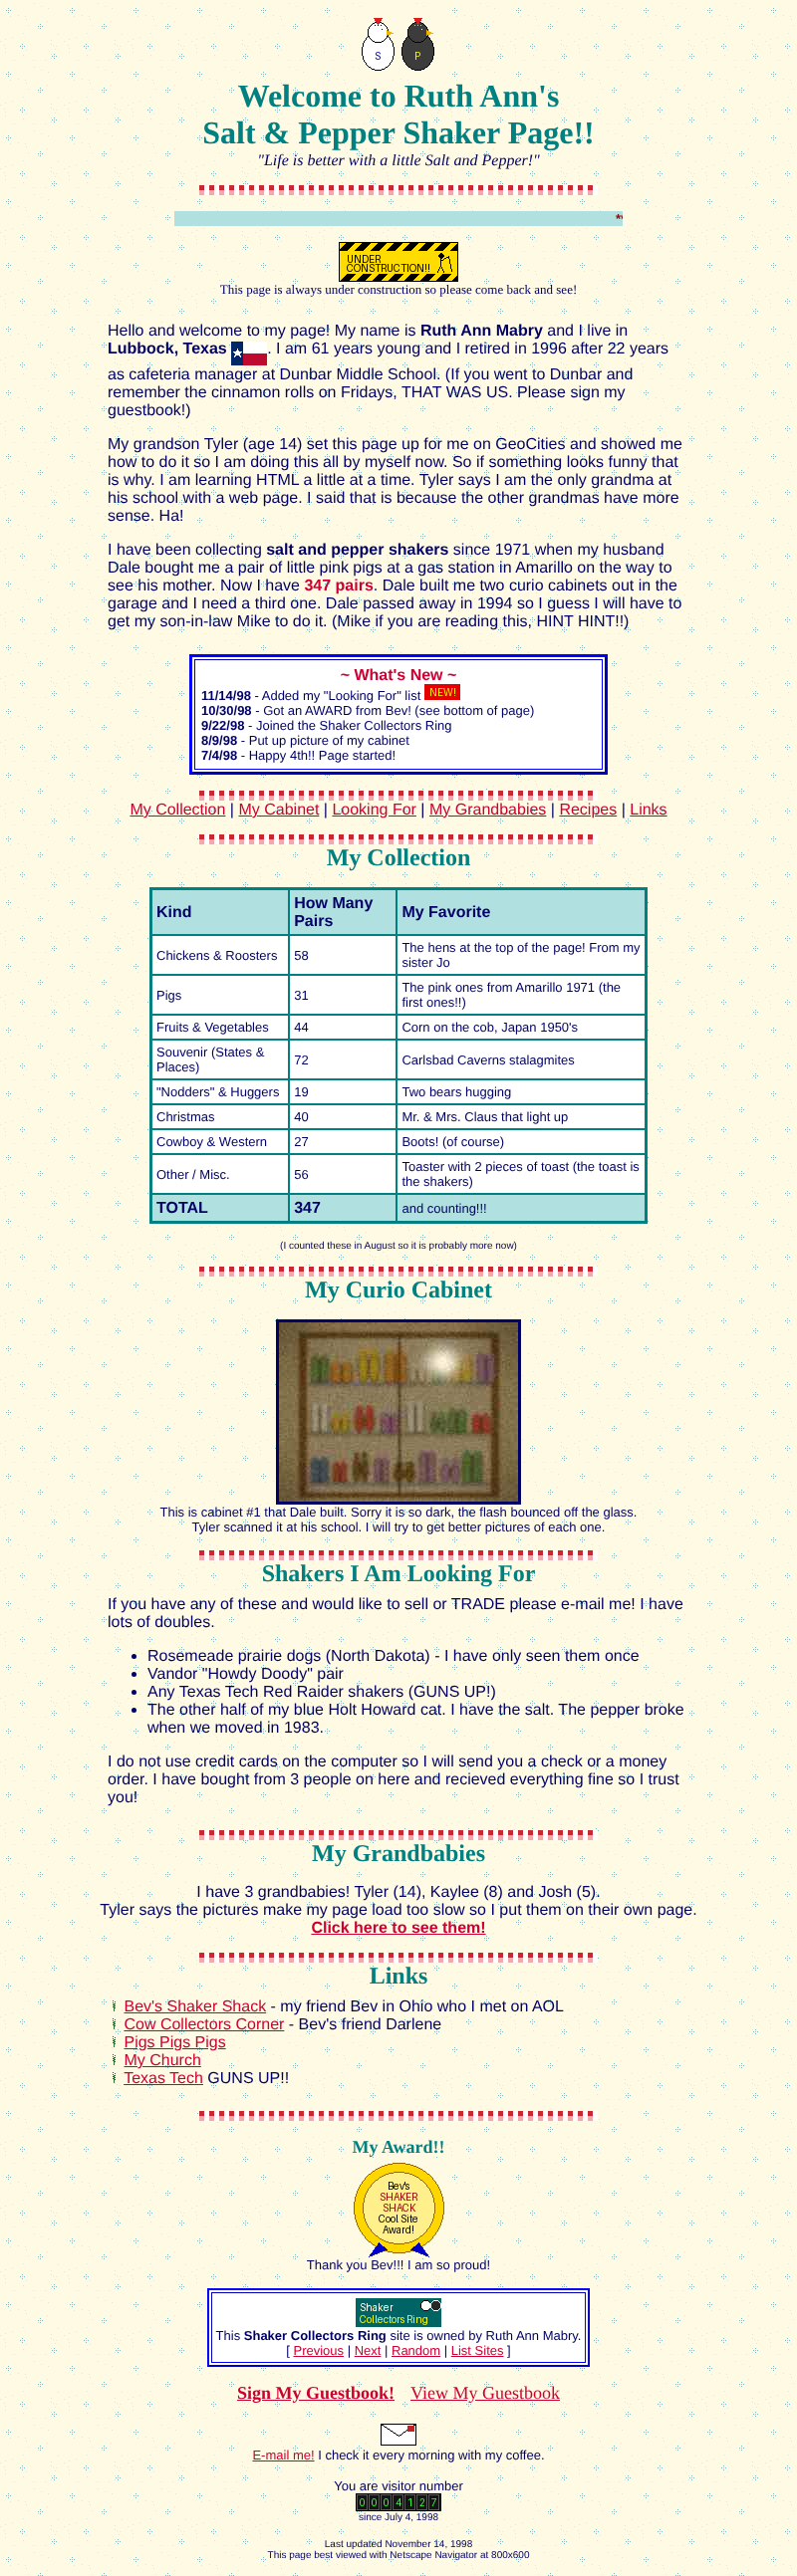 S P
Welcome to Ruth Ann's
Salt & Pepper Shaker Page!!
"Life is better with a little Salt and Pepper!"
UNDER
CONSTRUCTION!!
This page is always under construction so please come back and see!
Hello and welcome to my page! My name is Ruth Ann Mabry and I live in
Lubbock, Texas . I am 61 years young and I retired in 1996 after 22 years
as cafeteria manager at Dunbar Middle School. (If you went to Dunbar and
remember the cinnamon rolls on Fridays, THAT WAS US. Please sign my
guestbook!)
My grandson Tyler (age 14) set this page up for me on GeoCities and showed me
how to do it so I am doing this all by myself now. So if something looks funny that
is why. I am learning HTML a little at a time. Tyler says I am the only grandma at
his school with a web page. I said that is because the other grandmas have more
sense. Ha!
I have been collecting salt and pepper shakers since 1971 when my husband
Dale bought me a pair of little pink pigs at a gas station in Amarillo on the way to
see his mother. Now I have 347 pairs. Dale built me two curio cabinets out in the
garage and I need a third one. Dale passed away in 1994 so I guess I will have to
get my son-in-law Mike to do it. (Mike if you are reading this, HINT HINT!!)
~ What's New ~
11/14/98 - Added my "Looking For" list NEW!
10/30/98 - Got an AWARD from Bev! (see bottom of page)
9/22/98 - Joined the Shaker Collectors Ring
8/9/98 - Put up picture of my cabinet
7/4/98 - Happy 4th!! Page started!
My Collection | My Cabinet | Looking For | My Grandbabies | Recipes | Links
My Collection
Kind How Many Pairs My Favorite
Chickens & Roosters 58 The hens at the top of the page! From my sister Jo
Pigs 31 The pink ones from Amarillo 1971 (the first ones!!)
Fruits & Vegetables 44 Corn on the cob, Japan 1950's
Souvenir (States & Places) 72 Carlsbad Caverns stalagmites
"Nodders" & Huggers 19 Two bears hugging
Christmas 40 Mr. & Mrs. Claus that light up
Cowboy & Western 27 Boots! (of course)
Other / Misc. 56 Toaster with 2 pieces of toast (the toast is the shakers)
TOTAL 347 and counting!!!
(I counted these in August so it is probably more now)
My Curio Cabinet
This is cabinet #1 that Dale built. Sorry it is so dark, the flash bounced off the glass.
Tyler scanned it at his school. I will try to get better pictures of each one.
Shakers I Am Looking For
If you have any of these and would like to sell or TRADE please e-mail me! I have
lots of doubles.
Rosemeade prairie dogs (North Dakota) - I have only seen them once
Vandor "Howdy Doody" pair
Any Texas Tech Red Raider shakers (GUNS UP!)
The other half of my blue Holt Howard cat. I have the salt. The pepper broke
when we moved in 1983.
I do not use credit cards on the computer so I will send you a check or a money
order. I have bought from 3 people on here and recieved everything fine so I trust
you!
My Grandbabies
I have 3 grandbabies! Tyler (14), Kaylee (8) and Josh (5).
Tyler says the pictures make my page load too slow so I put them on their own page.
Click here to see them!
Links
Bev's Shaker Shack - my friend Bev in Ohio who I met on AOL
Cow Collectors Corner - Bev's friend Darlene
Pigs Pigs Pigs
My Church
Texas Tech GUNS UP!!
My Award!!
Bev's
SHAKER
SHACK
Cool Site
Award!
Thank you Bev!!! I am so proud!
Shaker
Collectors Ring
This Shaker Collectors Ring site is owned by Ruth Ann Mabry.
[ Previous | Next | Random | List Sites ]
Sign My Guestbook! View My Guestbook
E-mail me! I check it every morning with my coffee.
You are visitor number
0004127
since July 4, 1998
Last updated November 14, 1998
This page best viewed with Netscape Navigator at 800x600